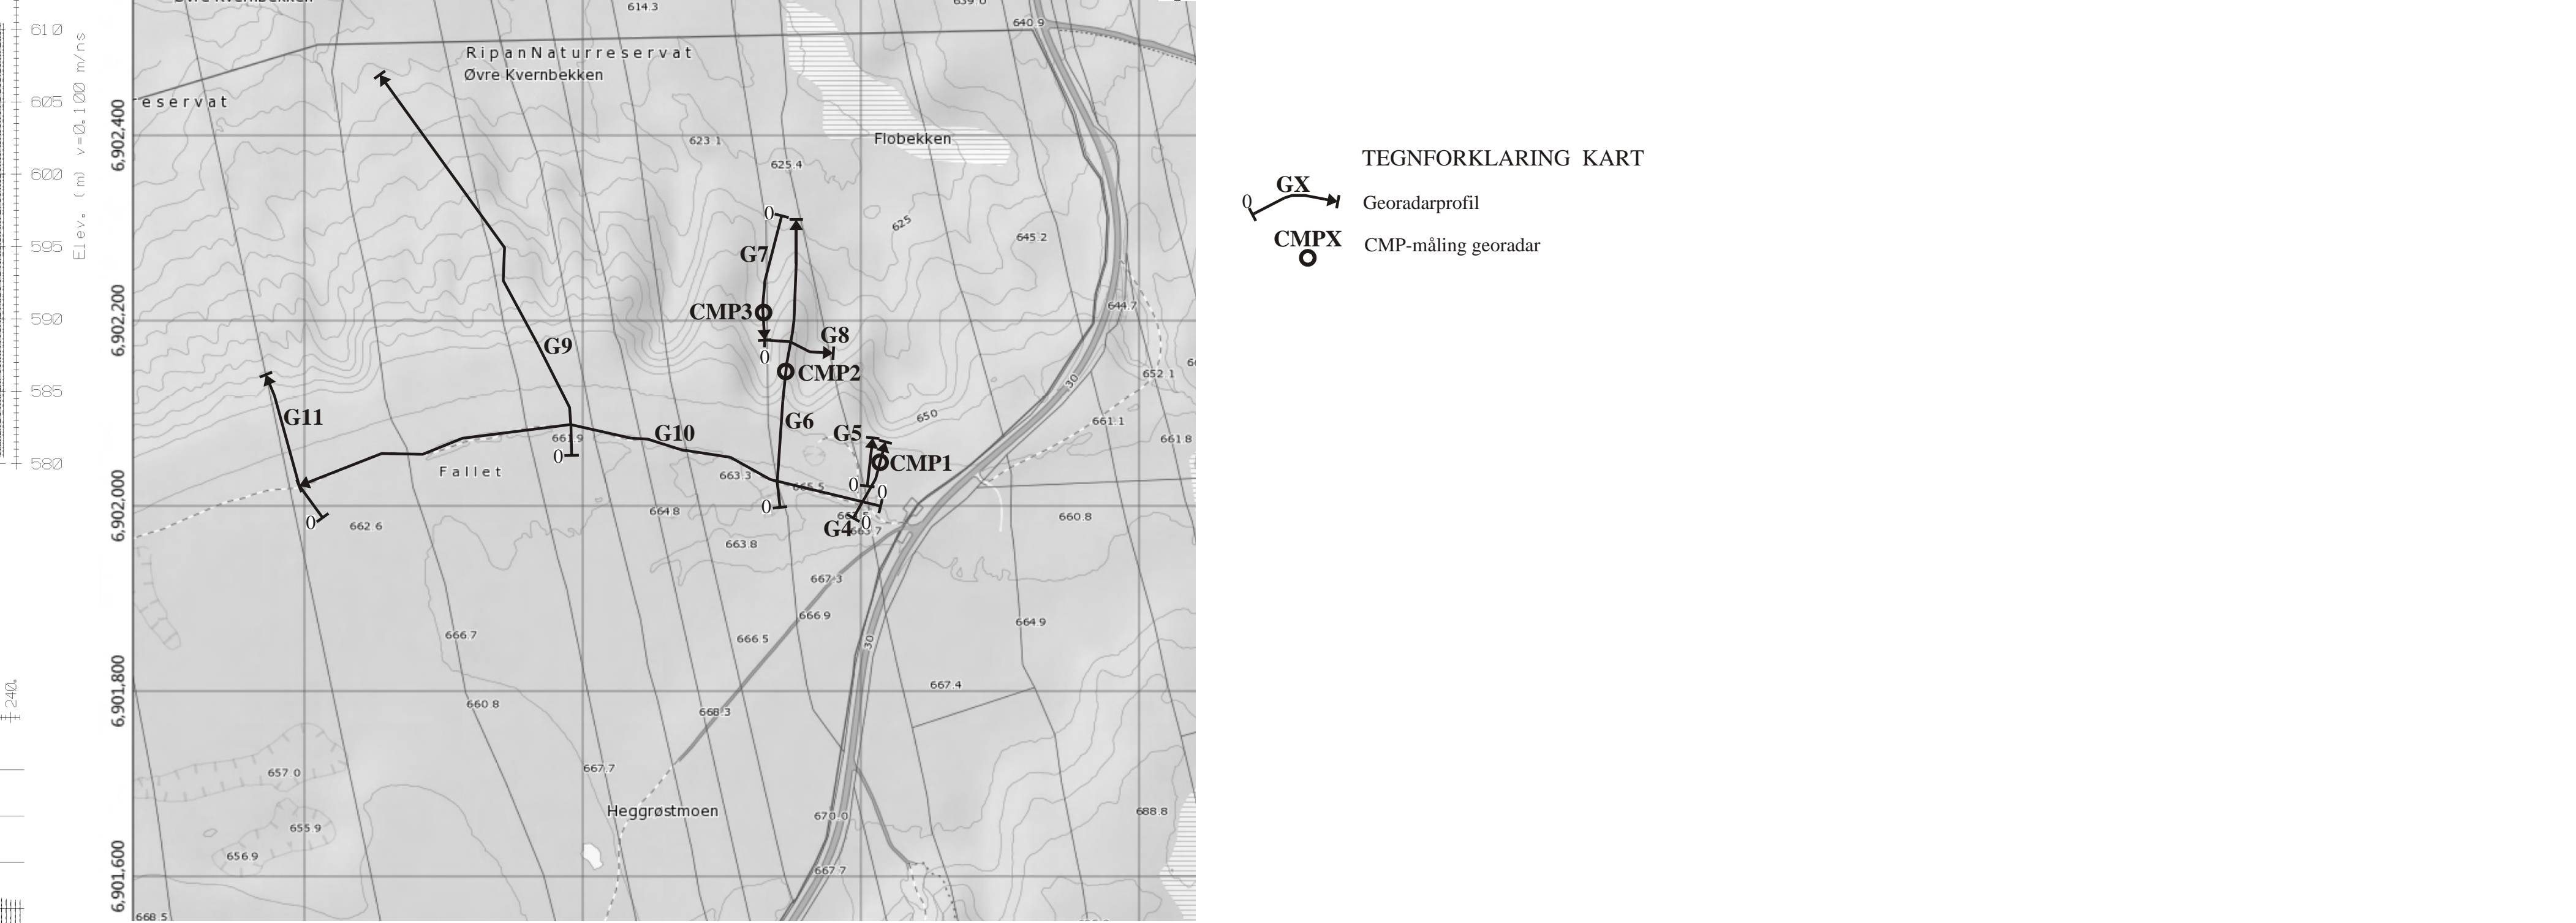 610
605
600
595
590
585
580
Elev. (m) v=0.100 m/ns
240.
6,902,400
6,902,200
6,902,000
6,901,800
6,901,600
614.3
640.9
Ripan Naturreservat
Øvre Kvernbekken
eservat
623.1
Flobekken
625.4
0
625
645.2
G7
644.7
CMP3
G8
0
G9
CMP2
652.1
30
G11
G6
650
661.1
G10
G5
661.9
661.8
0
CMP1
Fallet
663.3
665.5
0
0
0
0
662.6
664.8
G4
0
663.7
660.8
663.8
667.3
666.9
664.9
666.7
666.5
30
667.4
660.8
668.3
657.0
667.7
Heggrøstmoen
670.0
688.8
655.9
656.9
667.7
668.5
TEGNFORKLARING KART
GX
0
Georadarprofil
CMPX
CMP-måling georadar